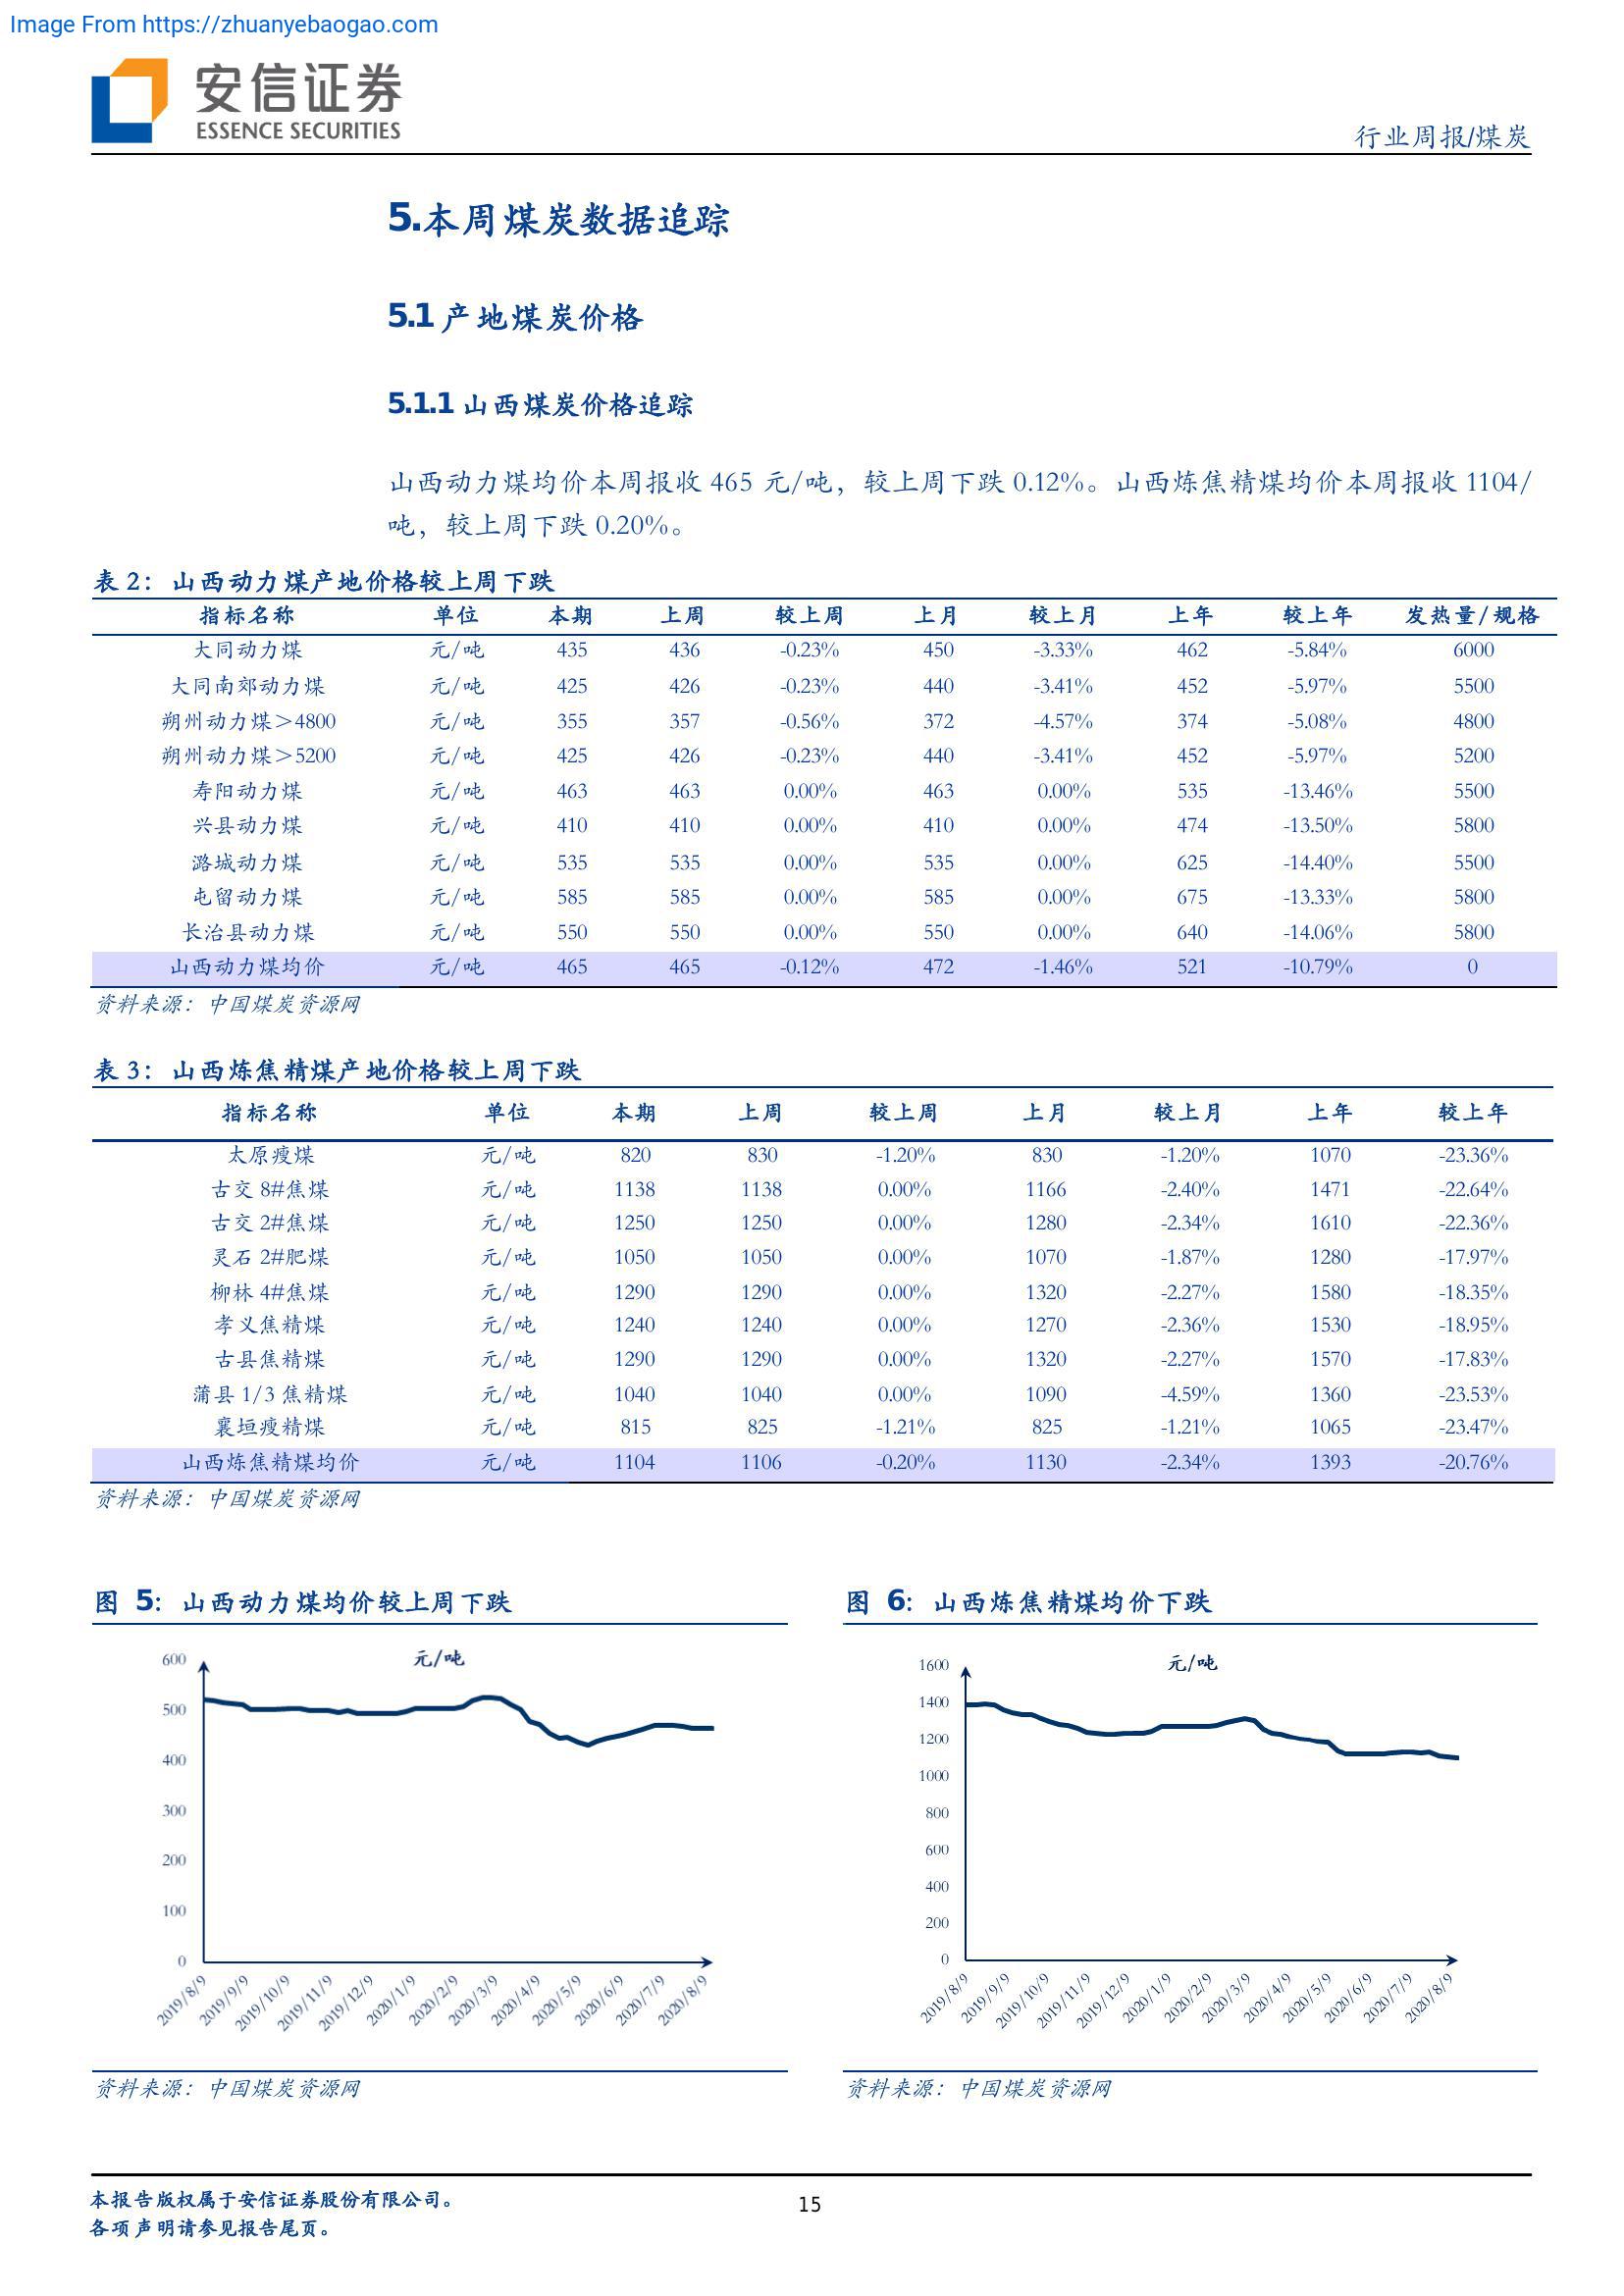 Image From https://zhuanyebaogao.com
安信证券
ESSENCE SECURITIES
行业周报/煤炭
5.本周煤炭数据追踪
5.1 产地煤炭价格
5.1.1 山西煤炭价格追踪
山西动力煤均价本周报收 465 元/吨，较上周下跌 0.12%。山西炼焦精煤均价本周报收 1104/
吨，较上周下跌 0.20%。
表 2：山西动力煤产地价格较上周下跌
指标名称 单位 本期 上周 较上周 上月 较上月 上年 较上年 发热量/规格
大同动力煤 元/吨 435 436 -0.23% 450 -3.33% 462 -5.84% 6000
大同南郊动力煤 元/吨 425 426 -0.23% 440 -3.41% 452 -5.97% 5500
朔州动力煤＞4800 元/吨 355 357 -0.56% 372 -4.57% 374 -5.08% 4800
朔州动力煤＞5200 元/吨 425 426 -0.23% 440 -3.41% 452 -5.97% 5200
寿阳动力煤 元/吨 463 463 0.00% 463 0.00% 535 -13.46% 5500
兴县动力煤 元/吨 410 410 0.00% 410 0.00% 474 -13.50% 5800
潞城动力煤 元/吨 535 535 0.00% 535 0.00% 625 -14.40% 5500
屯留动力煤 元/吨 585 585 0.00% 585 0.00% 675 -13.33% 5800
长治县动力煤 元/吨 550 550 0.00% 550 0.00% 640 -14.06% 5800
山西动力煤均价 元/吨 465 465 -0.12% 472 -1.46% 521 -10.79% 0
资料来源：中国煤炭资源网
表 3：山西炼焦精煤产地价格较上周下跌
指标名称 单位 本期 上周 较上周 上月 较上月 上年 较上年
太原瘦煤 元/吨 820 830 -1.20% 830 -1.20% 1070 -23.36%
古交 8#焦煤 元/吨 1138 1138 0.00% 1166 -2.40% 1471 -22.64%
古交 2#焦煤 元/吨 1250 1250 0.00% 1280 -2.34% 1610 -22.36%
灵石 2#肥煤 元/吨 1050 1050 0.00% 1070 -1.87% 1280 -17.97%
柳林 4#焦煤 元/吨 1290 1290 0.00% 1320 -2.27% 1580 -18.35%
孝义焦精煤 元/吨 1240 1240 0.00% 1270 -2.36% 1530 -18.95%
古县焦精煤 元/吨 1290 1290 0.00% 1320 -2.27% 1570 -17.83%
蒲县 1/3 焦精煤 元/吨 1040 1040 0.00% 1090 -4.59% 1360 -23.53%
襄垣瘦精煤 元/吨 815 825 -1.21% 825 -1.21% 1065 -23.47%
山西炼焦精煤均价 元/吨 1104 1106 -0.20% 1130 -2.34% 1393 -20.76%
资料来源：中国煤炭资源网
图 5：山西动力煤均价较上周下跌
元/吨
600
500
400
300
200
100
0
2019/8/9 2019/9/9 2019/10/9 2019/11/9 2019/12/9 2020/1/9 2020/2/9 2020/3/9 2020/4/9 2020/5/9 2020/6/9 2020/7/9 2020/8/9
资料来源：中国煤炭资源网
图 6：山西炼焦精煤均价下跌
元/吨
1600
1400
1200
1000
800
600
400
200
0
2019/8/9 2019/9/9 2019/10/9 2019/11/9 2019/12/9 2020/1/9 2020/2/9 2020/3/9 2020/4/9 2020/5/9 2020/6/9 2020/7/9 2020/8/9
资料来源：中国煤炭资源网
本报告版权属于安信证券股份有限公司。
各项声明请参见报告尾页。
15